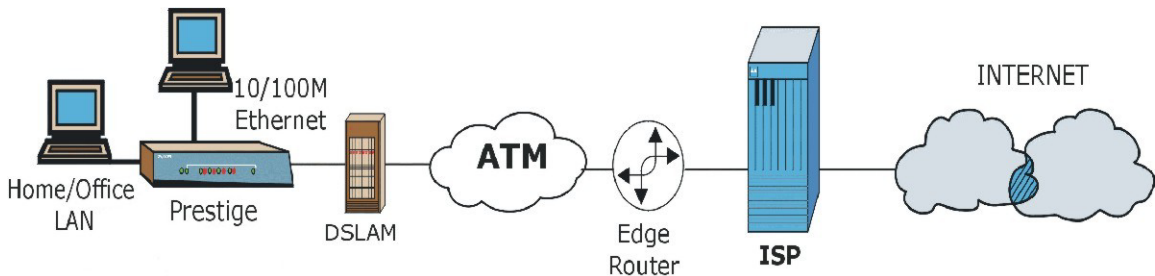 10/100M
Ethernet
Home/Office
LAN
Prestige
DSLAM
ATM
Edge
Router
ISP
INTERNET